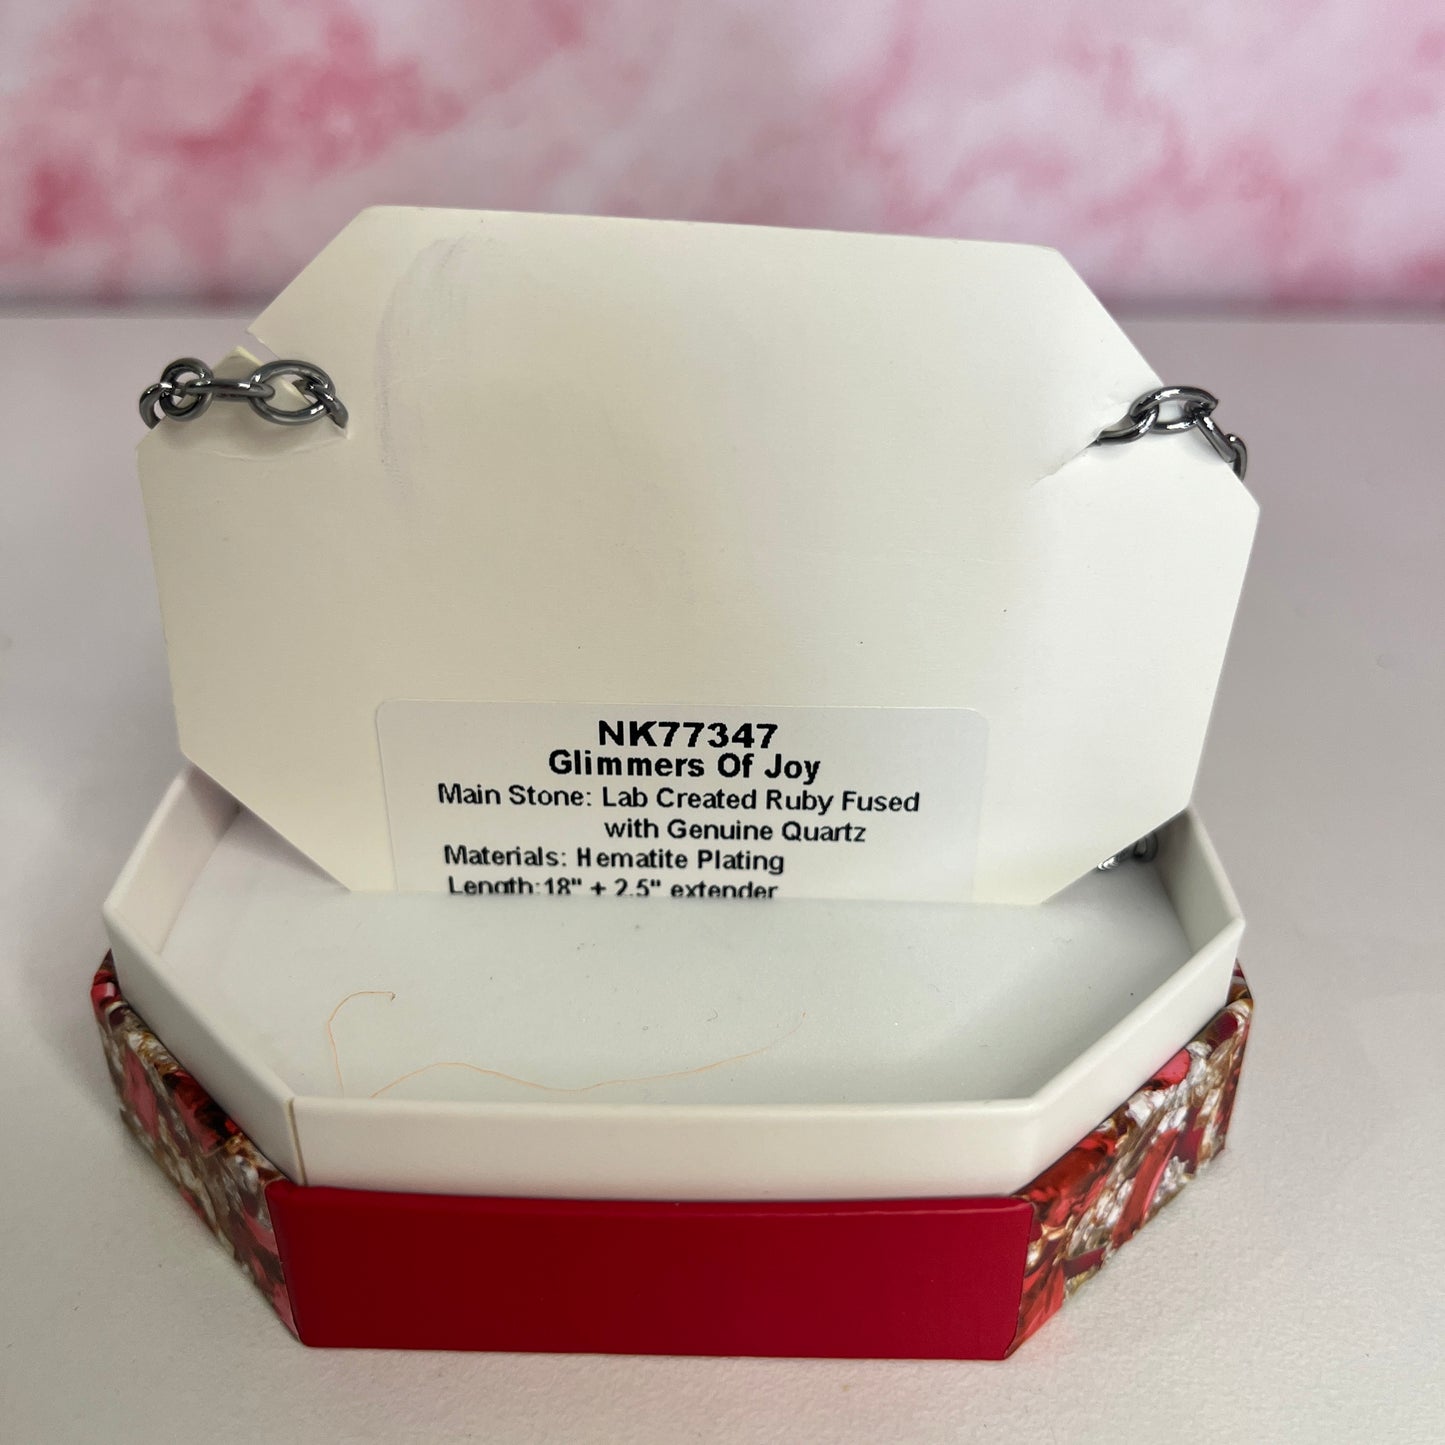 NK77347
Glimmers Of Joy
Main Stone: Lab Created Ruby Fused
with Genuine Quartz
Materials: Hematite Plating
Length:18" + 2.5" extender